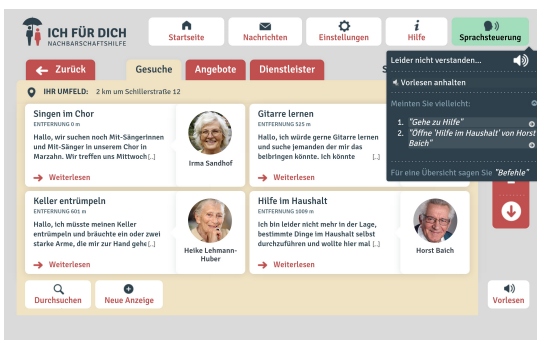 ICH FÜR DICH
NACHBARSCHAFTSHILFE
Startseite
Nachrichten
Einstellungen
Hilfe
Sprachsteuerung
Zurück
Gesuche
Angebote
Dienstleister
S
Leider nicht verstanden...
Vorlesen anhalten
Meinten Sie vielleicht:
1. "Gehe zu Hilfe"
2. "Öffne 'Hilfe im Haushalt' von Horst
Baich"
Für eine Übersicht sagen Sie "Befehle"
IHR UMFELD: 2 km um Schillerstraße 12
Singen im Chor
ENTFERNUNG 0 m
Hallo, wir suchen noch Mit-Sängerinnen
und Mit-Sänger in unserem Chor in
Marzahn. Wir treffen uns Mittwoch [...]
Weiterlesen
Irma Sandhof
Gitarre lernen
ENTFERNUNG 525 m
Hallo, ich würde gerne Gitarre lernen
und suche jemanden der mir das
beibringen könnte. Ich könnte [...]
Weiterlesen
Keller entrümpeln
ENTFERNUNG 601 m
Hallo, ich müsste meinen Keller
entrümpeln und bräuchte ein oder zwei
starke Arme, die mir zur Hand gehe [...]
Weiterlesen
Heike Lehmann-
Huber
Hilfe im Haushalt
ENTFERNUNG 1009 m
Ich bin leider nicht mehr in der Lage,
bestimmte Dinge im Haushalt selbst
durchzuführen und wollte hier mal [...]
Weiterlesen
Horst Baich
Durchsuchen
Neue Anzeige
Vorlesen